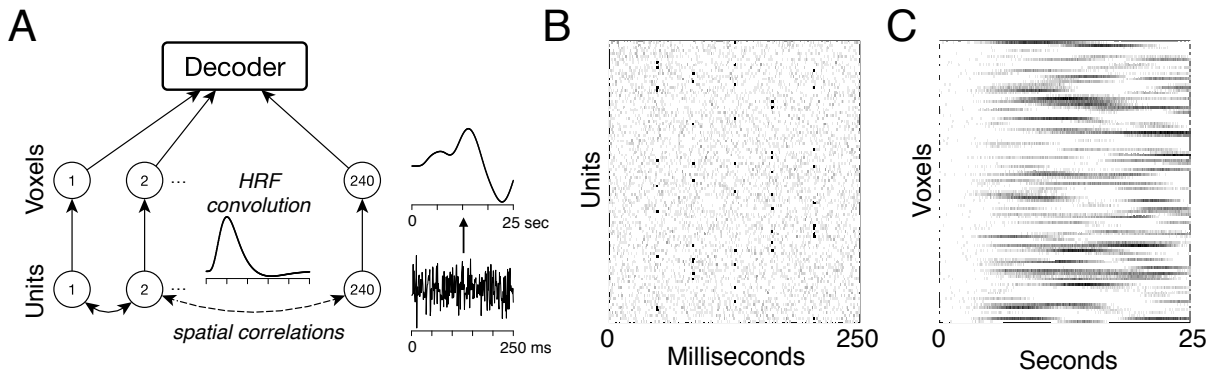 A
Decoder
Voxels
1
2
...
240
HRF
convolution
Units
1
2
...
240
spatial correlations
0
25 sec
0
250 ms
B
Units
0
250
Milliseconds
C
Voxels
0
25
Seconds